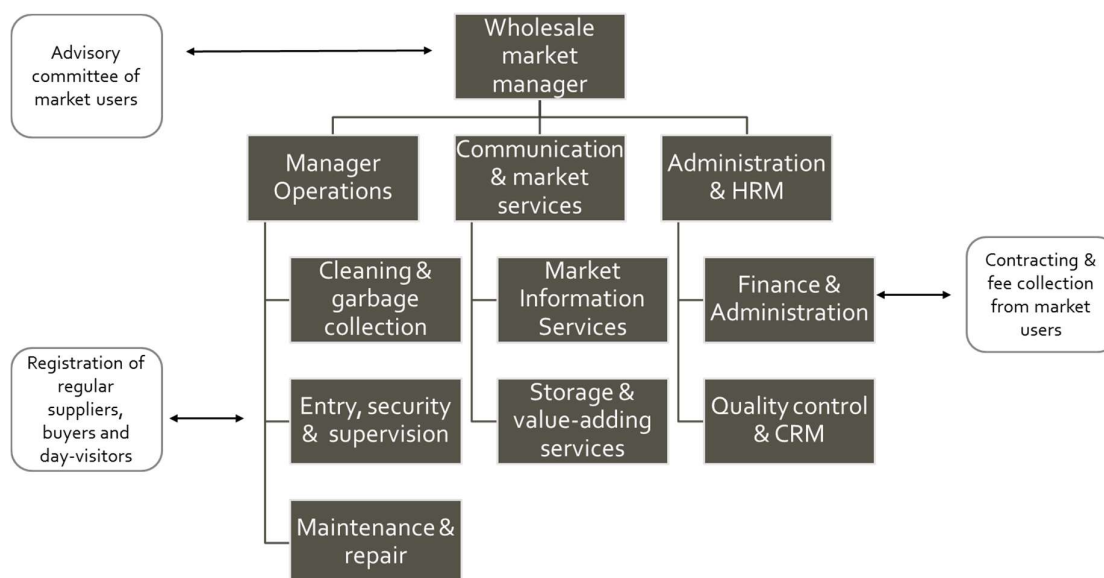 Advisory
committee of
market users
Wholesale
market
manager
Manager
Operations
Communication
& market
services
Administration
& HRM
Cleaning &
garbage
collection
Market
Information
Services
Finance &
Administration
Contracting &
fee collection
from market
users
Registration of
regular
suppliers,
buyers and
day-visitors
Entry, security
& supervision
Storage &
value-adding
services
Quality control
& CRM
Maintenance &
repair